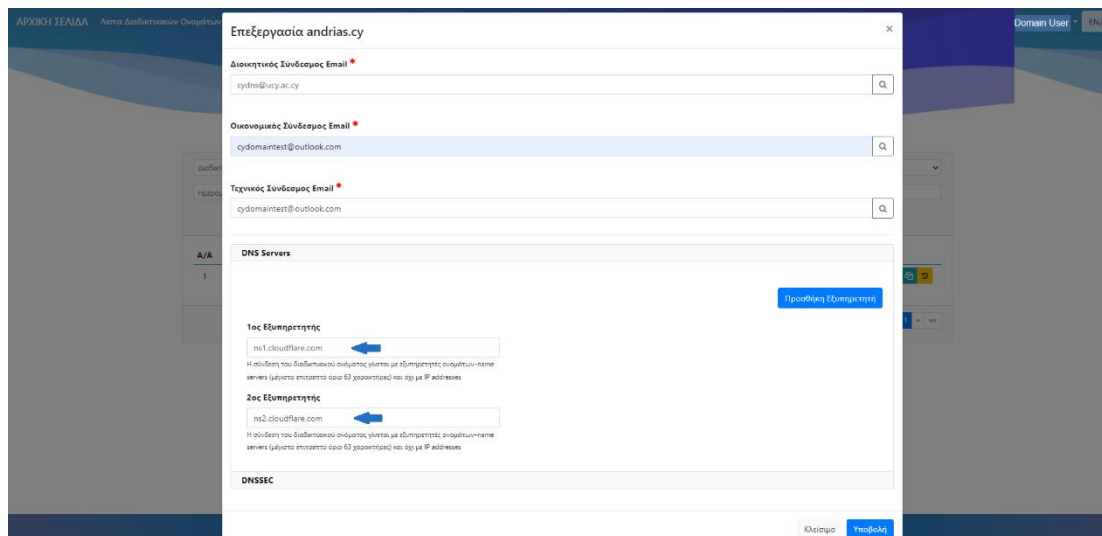 ΑΡΧΙΚΗ ΣΕΛΙΔΑ Λίστα Διαδικτυακών Ονομάτων
Domain User
EN/
Επεξεργασία andrias.cy
×
Διοικητικός Σύνδεσμος Email *
cydns@ucy.ac.cy
Οικονομικός Σύνδεσμος Email *
cydomaintest@outlook.com
Τεχνικός Σύνδεσμος Email *
cydomaintest@outlook.com
Α/Α
1
1
DNS Servers
Προσθήκη Εξυπηρετητή
1ος Εξυπηρετητής
ns1.cloudflare.com
Η σύνδεση του διαδικτυακού ονόματος γίνεται με εξυπηρετητές ονομάτων-name
servers (μέγιστο επιτρεπτό όριο 63 χαρακτήρες) και όχι με IP addresses
2ος Εξυπηρετητής
ns2.cloudflare.com
Η σύνδεση του διαδικτυακού ονόματος γίνεται με εξυπηρετητές ονομάτων-name
servers (μέγιστο επιτρεπτό όριο 63 χαρακτήρες) και όχι με IP addresses
DNSSEC
Κλείσιμο Υποβολή